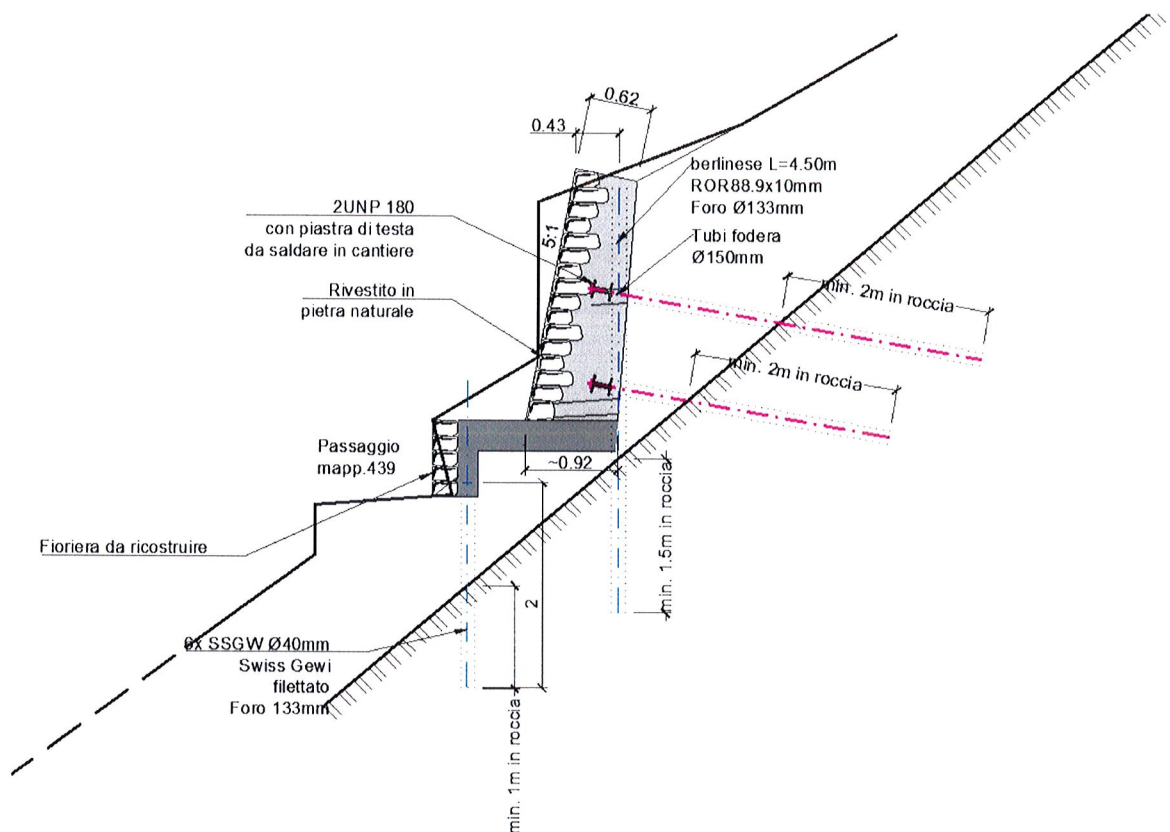 0.62
0.43
berlinese L=4.50m
ROR88.9x10mm
Foro Ø133mm
Tubi fodera
Ø150mm
2UNP 180
con piastra di testa
da saldare in cantiere
5:1
Rivestito in
pietra naturale
min. 2m in roccia
min. 2m in roccia
Passaggio
mapp.439
~0.92
Fioriera da ricostruire
min. 1.5m in roccia
2
6x SSGW Ø40mm
Swiss Gewi
filettato
Foro 133mm
min. 1m in roccia